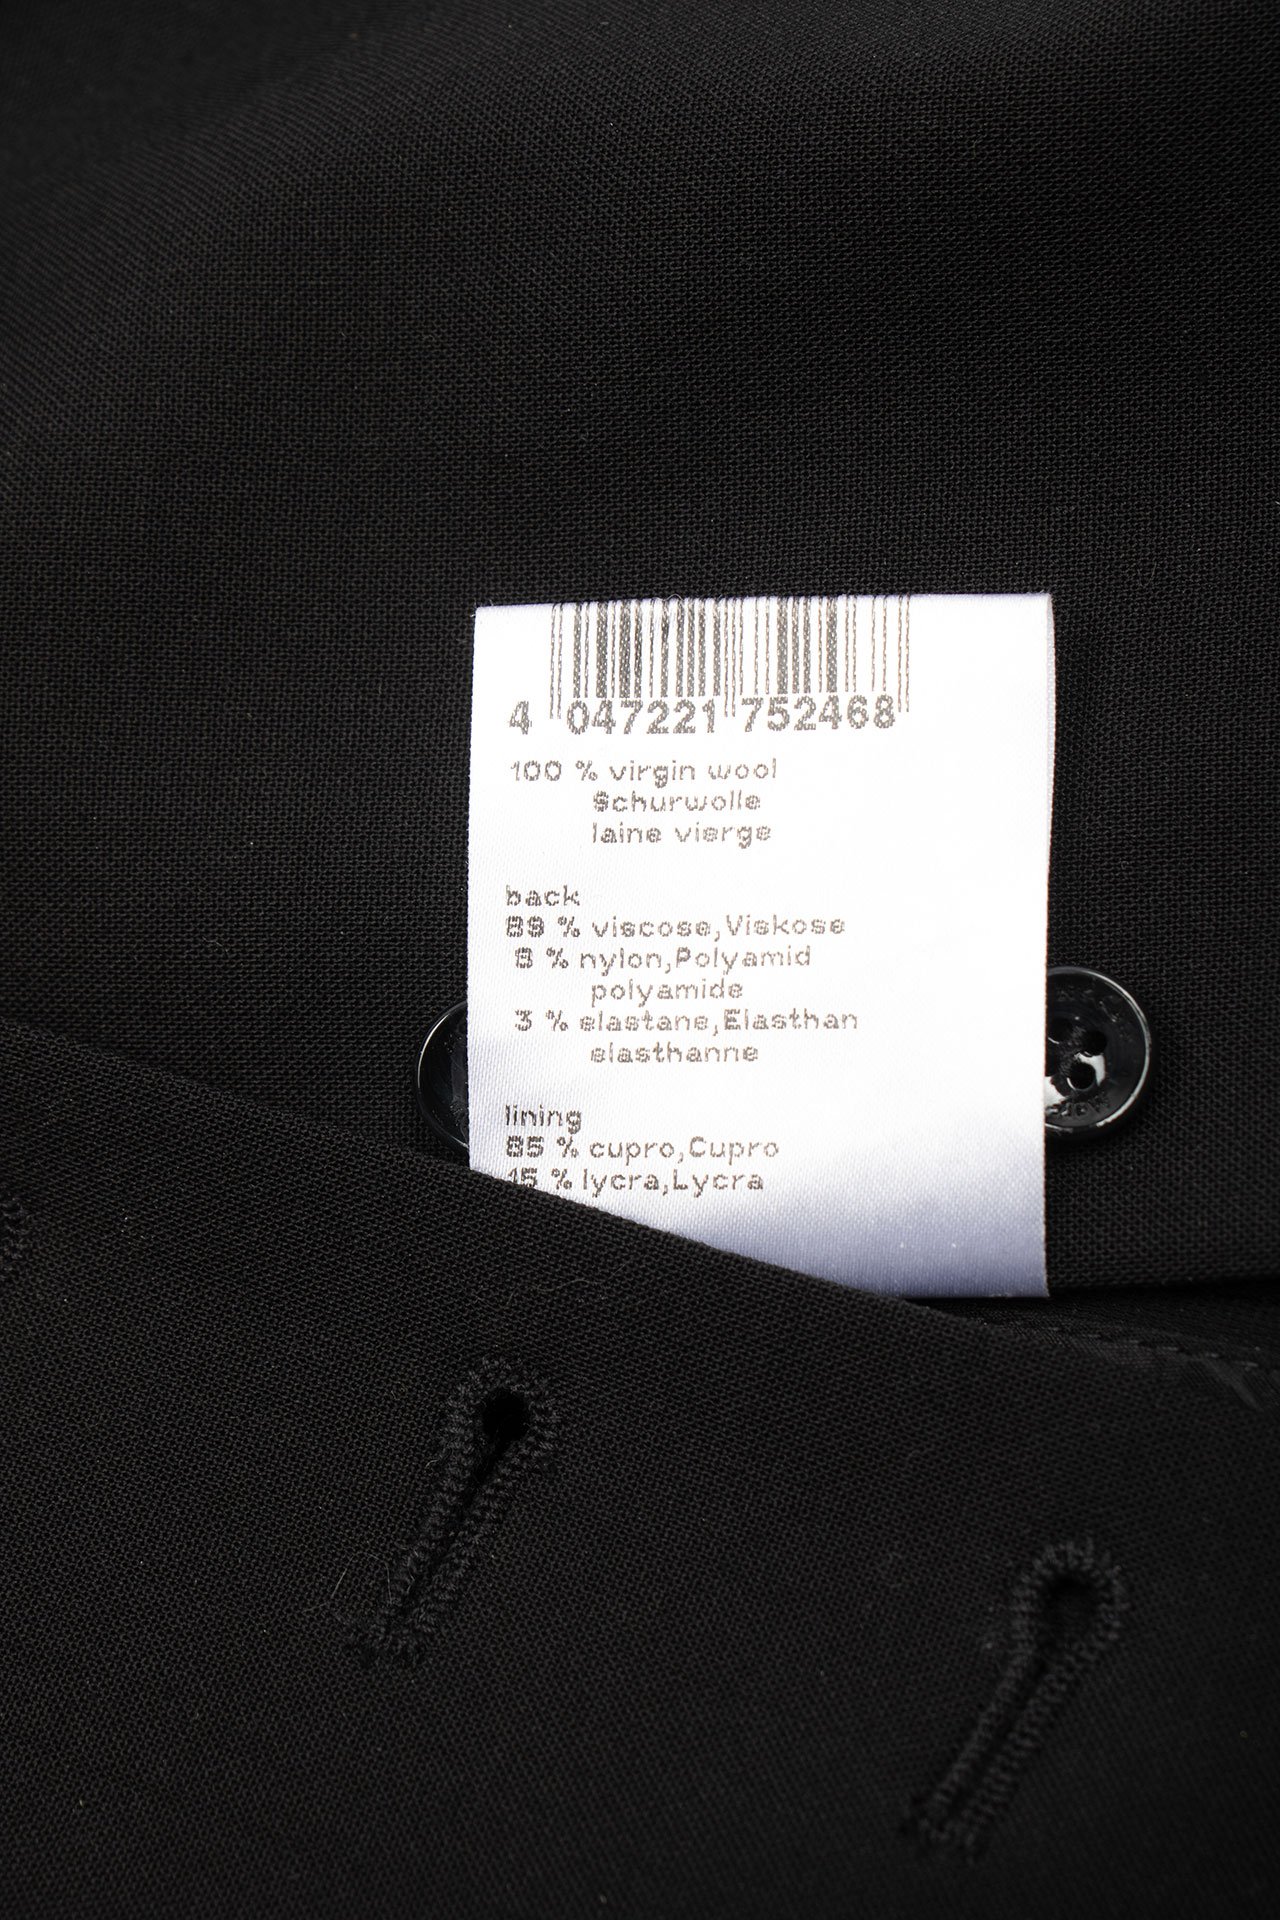 4 047221 752468
100 % virgin wool
Schurwolle
laine vierge
back
89 % viscose,Viskose
8 % nylon,Polyamid
polyamide
3 % elastane,Elasthan
elasthanne
lining
85 % cupro,Cupro
15 % lycra,Lycra